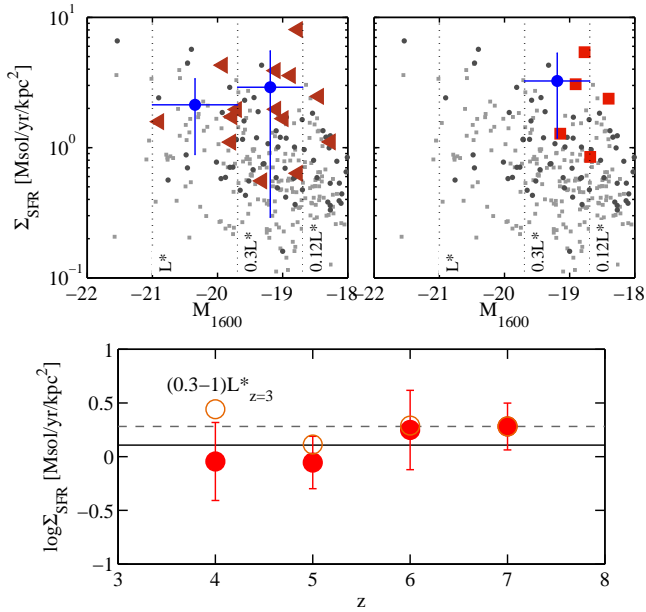 10^1
10^0
10^−1
Σ_SFR [Msol/yr/kpc^2]
L*
0.3L*
0.12L*
−22 −21 −20 −19 −18
M_1600
L*
0.3L*
0.12L*
−22 −21 −20 −19 −18
M_1600
(0.3−1)L*_z=3
1
0.5
0
−0.5
−1
logΣ_SFR [Msol/yr/kpc^2]
3 4 5 6 7 8
z